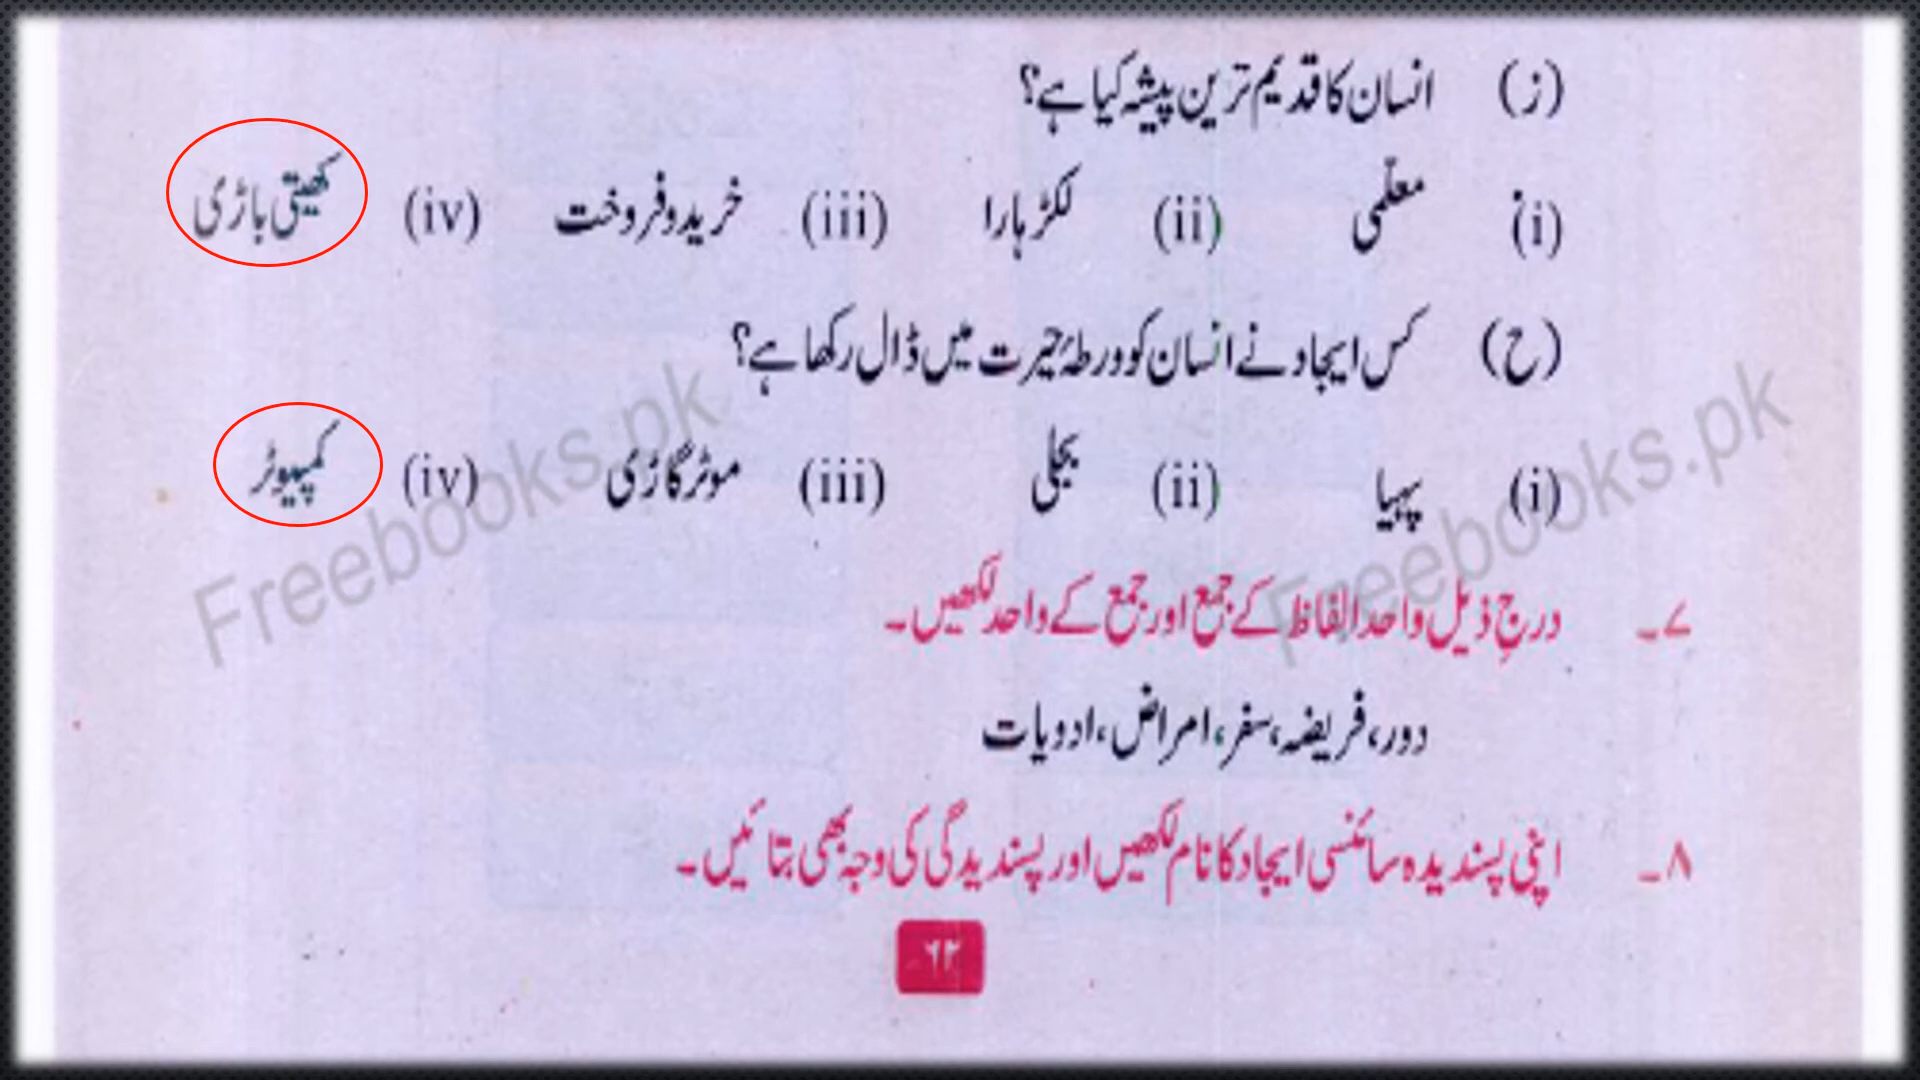 (ز) انسان کا قدیم ترین پیشہ کیا ہے؟
(i) معلّمی (ii) لکڑہارا (iii) خرید و فروخت (iv) کھیتی باڑی
(ح) کس ایجاد نے انسان کو ورطۂ حیرت میں ڈال رکھا ہے؟
(i) پہیا (ii) بجلی (iii) موٹر گاڑی (iv) کمپیوٹر
۷۔ درجِ ذیل واحد الفاظ کے جمع اور جمع کے واحد لکھیں۔
دور، فریضہ، سفر، امراض، ادویات
۸۔ اپنی پسندیدہ سائنسی ایجاد کا نام لکھیں اور پسندیدگی کی وجہ بھی بتائیں۔
۶۲
Freebooks.pk
Freebooks.pk